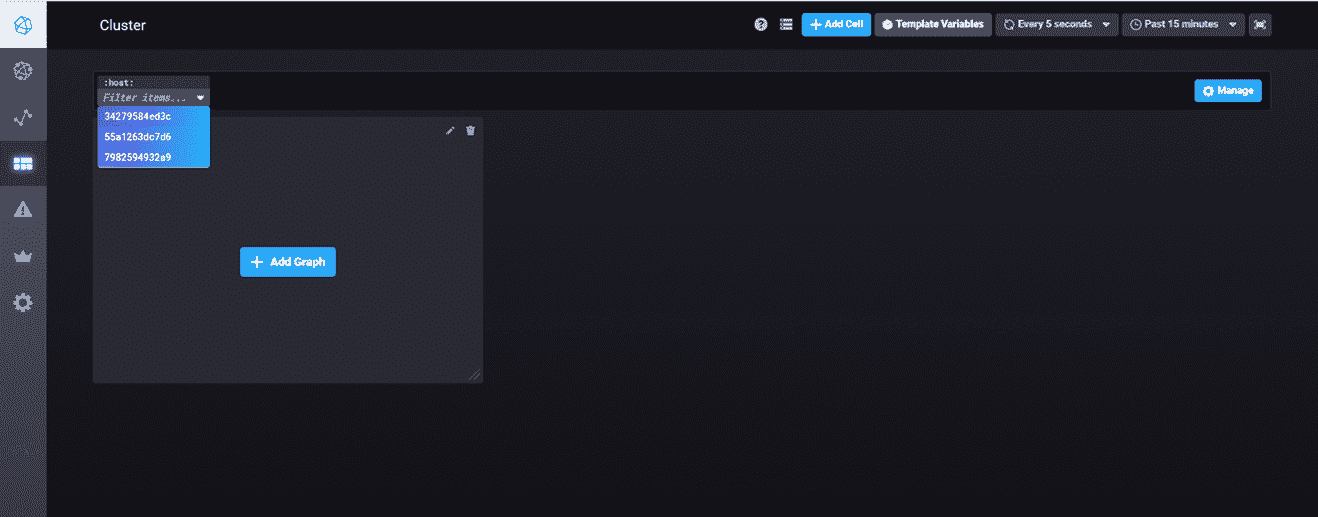 Cluster
Add Cell
Template Variables
Every 5 seconds
Past 15 minutes
:host:
Filter items...
Manage
34279584ed3c
55a1263dc7d6
7982594932a9
Add Graph